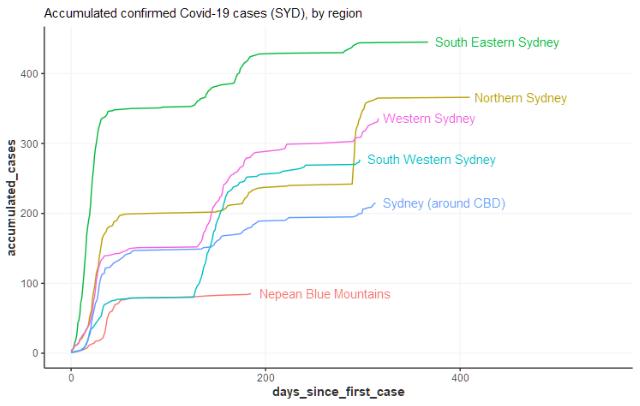 Accumulated confirmed Covid-19 cases (SYD), by region
South Eastern Sydney
Northern Sydney
Western Sydney
South Western Sydney
Sydney (around CBD)
Nepean Blue Mountains
accumulated_cases
400
300
200
100
0
0 200 400
days_since_first_case